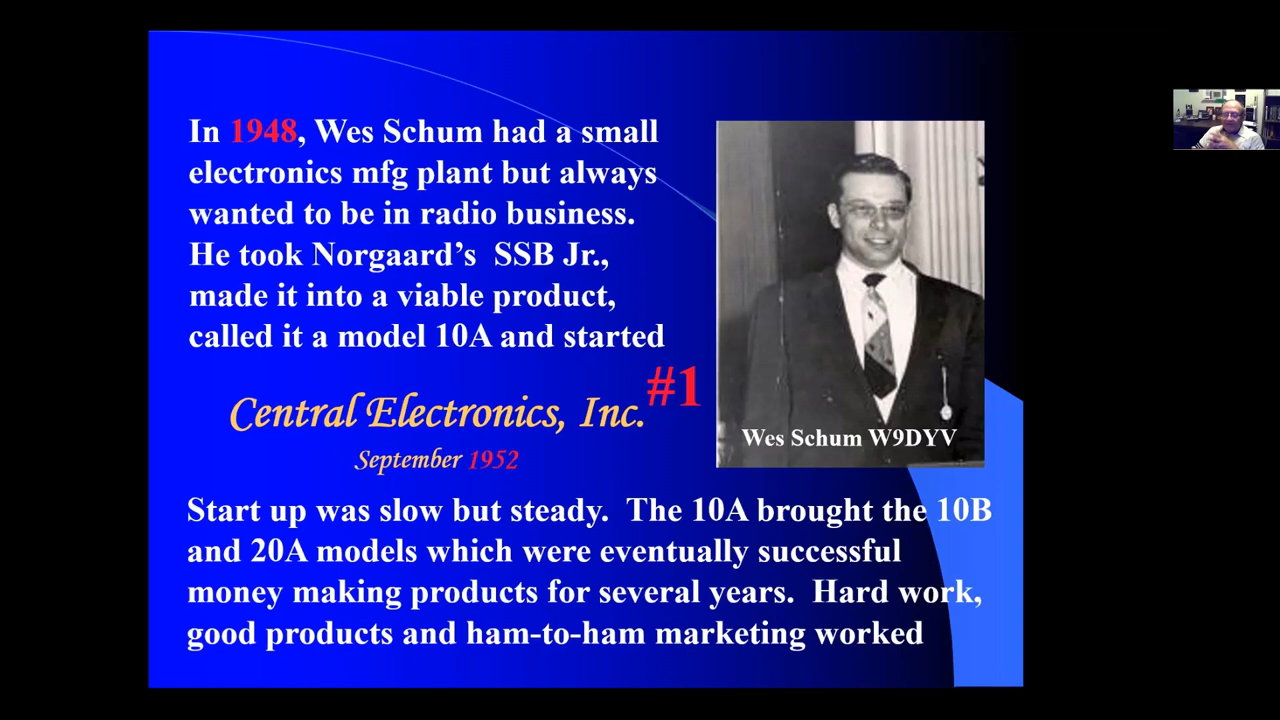 In 1948, Wes Schum had a small
electronics mfg plant but always
wanted to be in radio business.
He took Norgaard’s  SSB Jr.,
made it into a viable product,
called it a model 10A and started
#1
Central Electronics, Inc.
September 1952
Wes Schum W9DYV
Start up was slow but steady.  The 10A brought the 10B
and 20A models which were eventually successful
money making products for several years.  Hard work,
good products and ham-to-ham marketing worked